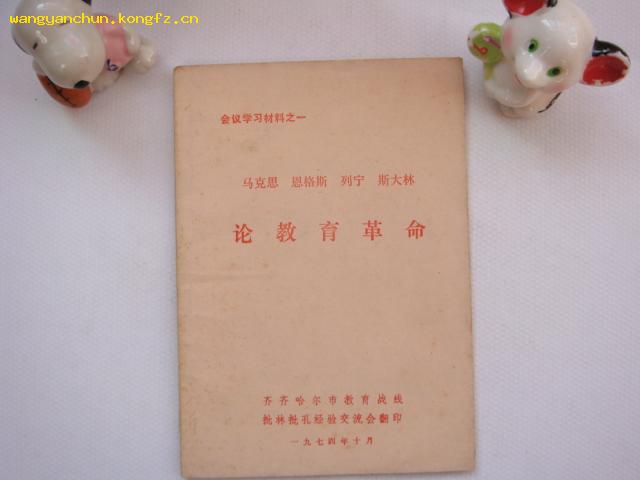 wangyanchun.kongfz.cn
会议学习材料之一
马克思 恩格斯 列宁 斯大林
论教育革命
齐齐哈尔市教育战线
批林批孔经验交流会翻印
一九七四年十月